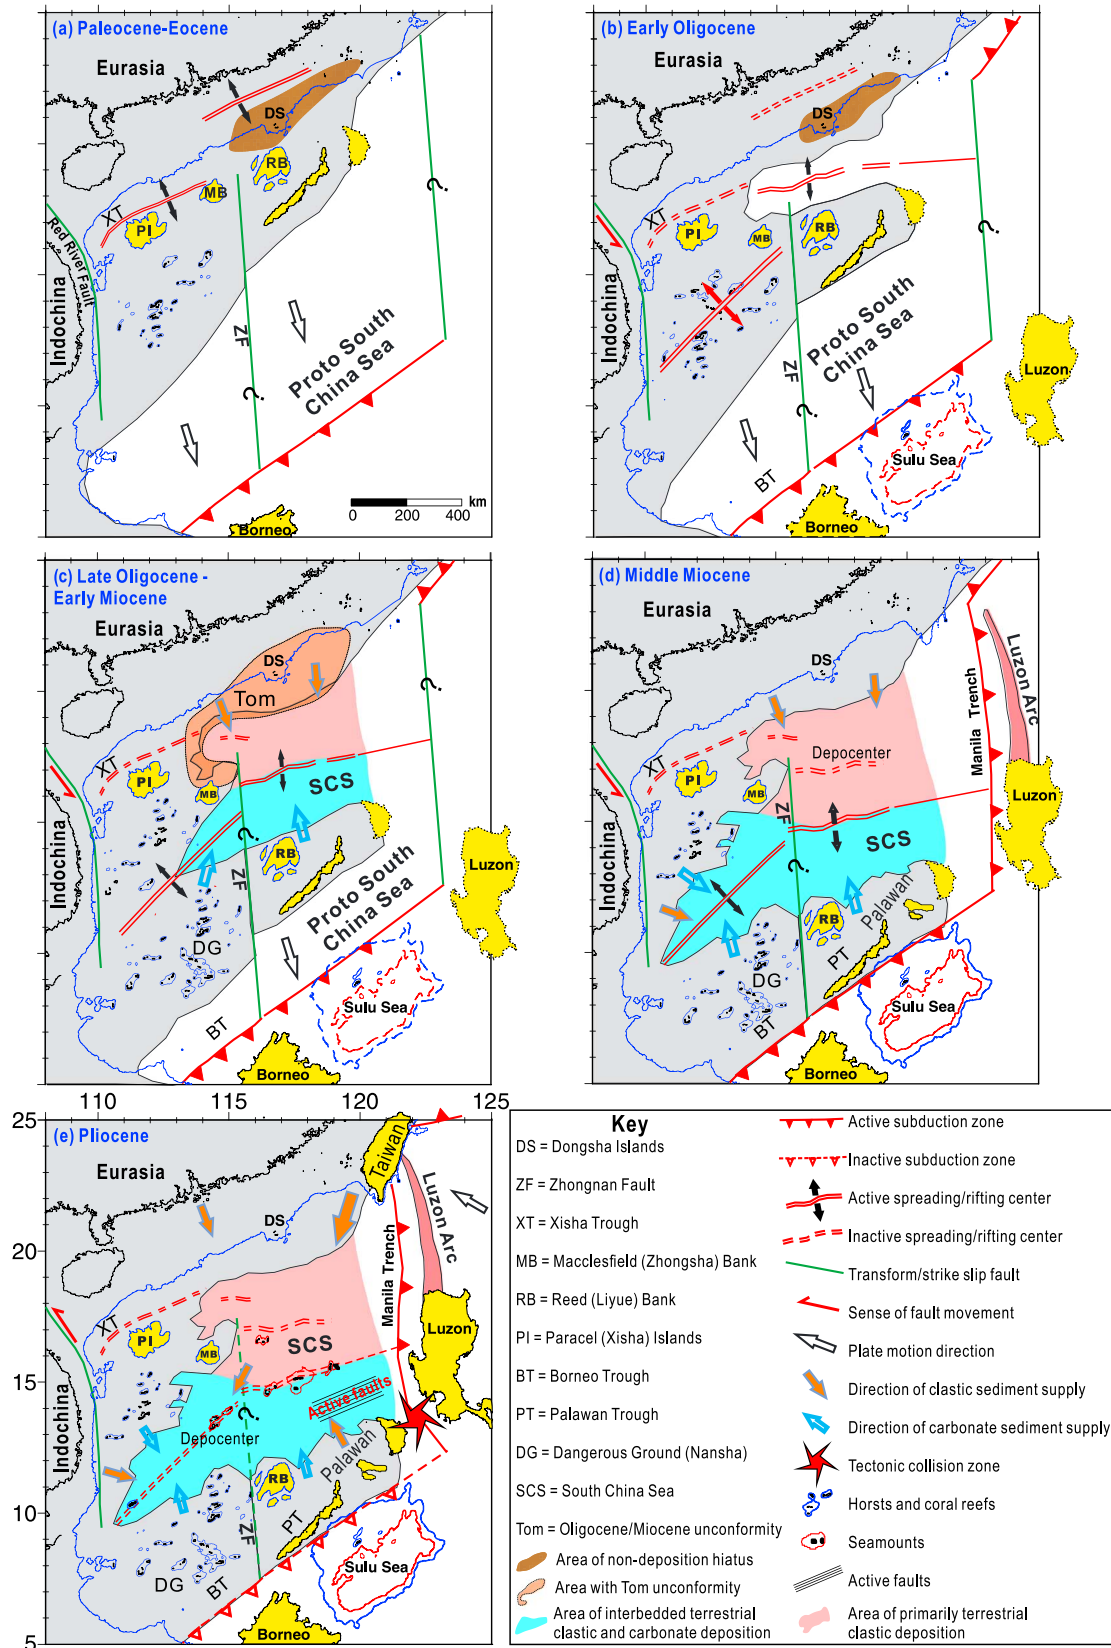 (a) Paleocene-Eocene
Eurasia
DS
RB
MB
XT
PI
Red River Fault
Indochina
?
ZF
?
Proto South
China Sea
km
0 200 400
Borneo
(b) Early Oligocene
Eurasia
DS
XT
PI
MB
RB
?
Indochina
Proto South
China Sea
ZF
?
Luzon
BT
Sulu Sea
Borneo
(c) Late Oligocene -
Early Miocene
Eurasia
DS
Tom
?
XT
PI
MB
SCS
?
RB
ZF
Indochina
Luzon
Proto South
China Sea
DG
BT
Sulu Sea
Borneo
(d) Middle Miocene
Eurasia
DS
Luzon Arc
Manila Trench
XT
Depocenter
PI
MB
ZF
SCS
Luzon
?
Indochina
RB
Palawan
PT
DG
BT
Sulu Sea
Borneo
110 115 120 125
25
20
15
10
5
(e) Pliocene
Taiwan
Eurasia
Luzon Arc
DS
Manila Trench
XT
PI
MB
SCS
Luzon
?
Active faults
Depocenter
Indochina
Palawan
RB
PT
ZF
DG
BT
Sulu Sea
Borneo
Key
DS = Dongsha Islands
ZF = Zhongnan Fault
XT = Xisha Trough
MB = Macclesfield (Zhongsha) Bank
RB = Reed (Liyue) Bank
PI = Paracel (Xisha) Islands
BT = Borneo Trough
PT = Palawan Trough
DG = Dangerous Ground (Nansha)
SCS = South China Sea
Tom = Oligocene/Miocene unconformity
Area of non-deposition hiatus
Area with Tom unconformity
Area of interbedded terrestrial
clastic and carbonate deposition
Active subduction zone
Inactive subduction zone
Active spreading/rifting center
Inactive spreading/rifting center
Transform/strike slip fault
Sense of fault movement
Plate motion direction
Direction of clastic sediment supply
Direction of carbonate sediment supply
Tectonic collision zone
Horsts and coral reefs
Seamounts
Active faults
Area of primarily terrestrial
clastic deposition